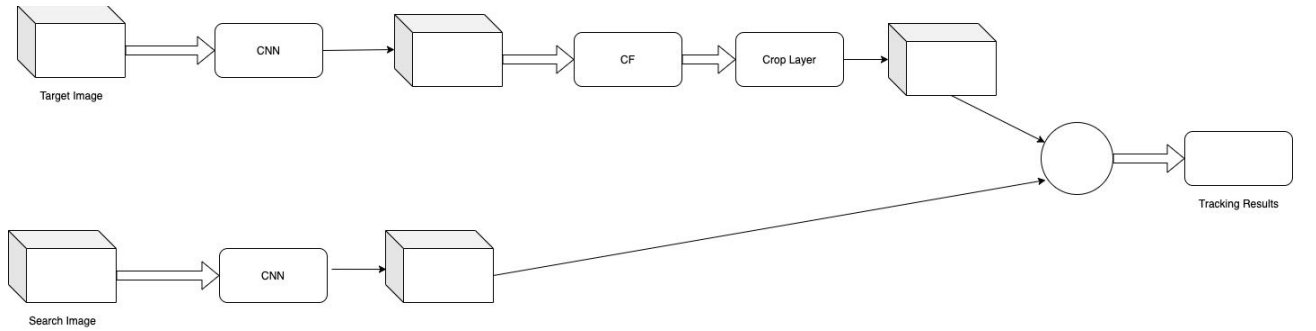 CNN
CF
Crop Layer
Target Image
Tracking Results
CNN
Search Image